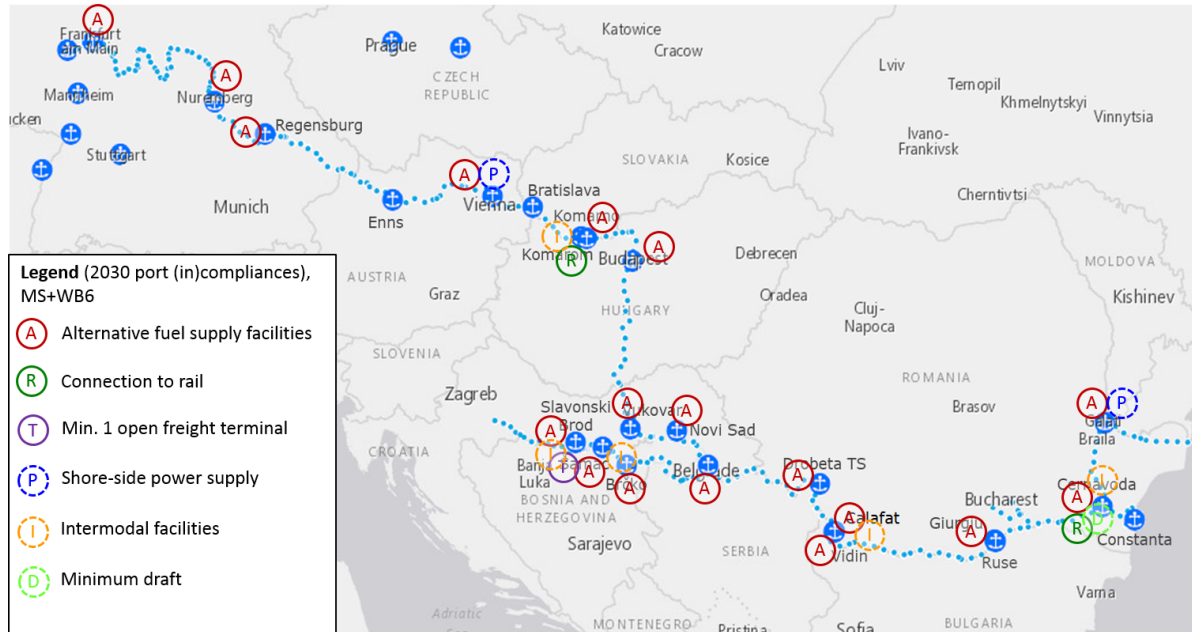 A
Frankfurt
am Main
Prague
Katowice
Cracow
Lviv
Ternopil
Khmelnytskyi
Vinnytsia
CZECH
REPUBLIC
A
Mannheim
Nuremberg
A
Regensburg
Stuttgart
Ivano-
Frankivsk
SLOVAKIA
Kosice
Cherntivtsi
Munich
Enns
A
P
Vienna
Bratislava
Komarno
A
I
Komarom
R
Budapest
A
Debrecen
MOLDOVA
Kishinev
AUSTRIA
Graz
HUNGARY
Oradea
Cluj-
Napoca
SLOVENIA
Zagreb
ROMANIA
Brasov
A
P
Galati
Braila
Slavonski
Brod
A
A
Vukovar
A
Novi Sad
CROATIA
I
Banja
Luka
T
Samac
A
I
Brcko
A
Belgrade
A
A
Drobeta TS
BOSNIA AND
HERZEGOVINA
Sarajevo
SERBIA
A
Calafat
A
I
Vidin
Bucharest
Giurgiu
A
Ruse
I
Cernavoda
A
D
R
Constanta
Varna
Adriatic
MONTENEGRO
Pristina
Sofia
BULGARIA
Legend (2030 port (in)compliances),
MS+WB6
A Alternative fuel supply facilities
R Connection to rail
T Min. 1 open freight terminal
P Shore-side power supply
I Intermodal facilities
D Minimum draft